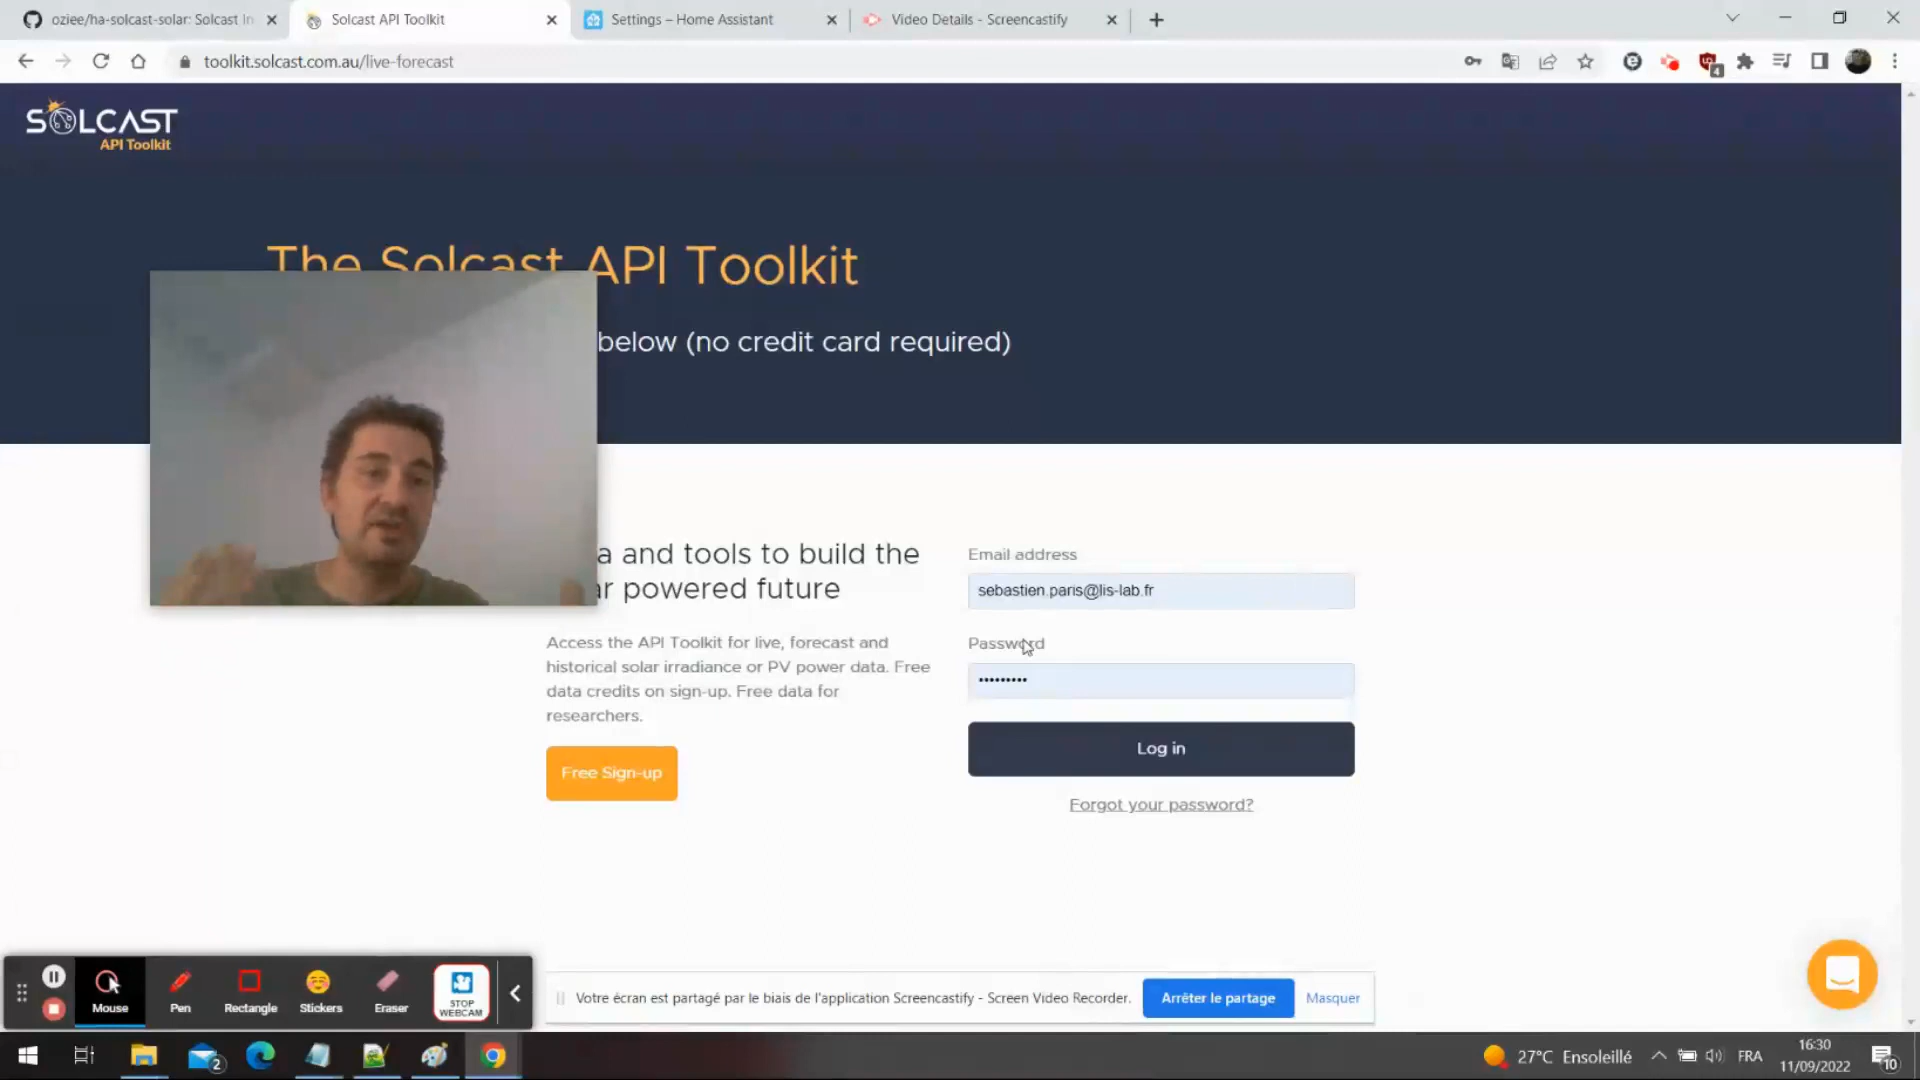 oziee/ha-solcast-solar: Solcast In
Solcast API Toolkit
Settings – Home Assistant
Video Details - Screencastify
toolkit.solcast.com.au/live-forecast
4
SOLCAST
API Toolkit
The Solcast API Toolkit
below (no credit card required)
a and tools to build the
ar powered future
Access the API Toolkit for live, forecast and
historical solar irradiance or PV power data. Free
data credits on sign-up. Free data for
researchers.
Free Sign-up
Email address
sebastien.paris@lis-lab.fr
Password
•••••••••
Log in
Forgot your password?
Mouse
Pen
Rectangle
Stickers
Eraser
STOP
WEBCAM
Votre écran est partagé par le biais de l'application Screencastify - Screen Video Recorder.
Arrêter le partage
Masquer
2
27°C Ensoleillé
FRA
16:30
11/09/2022
10